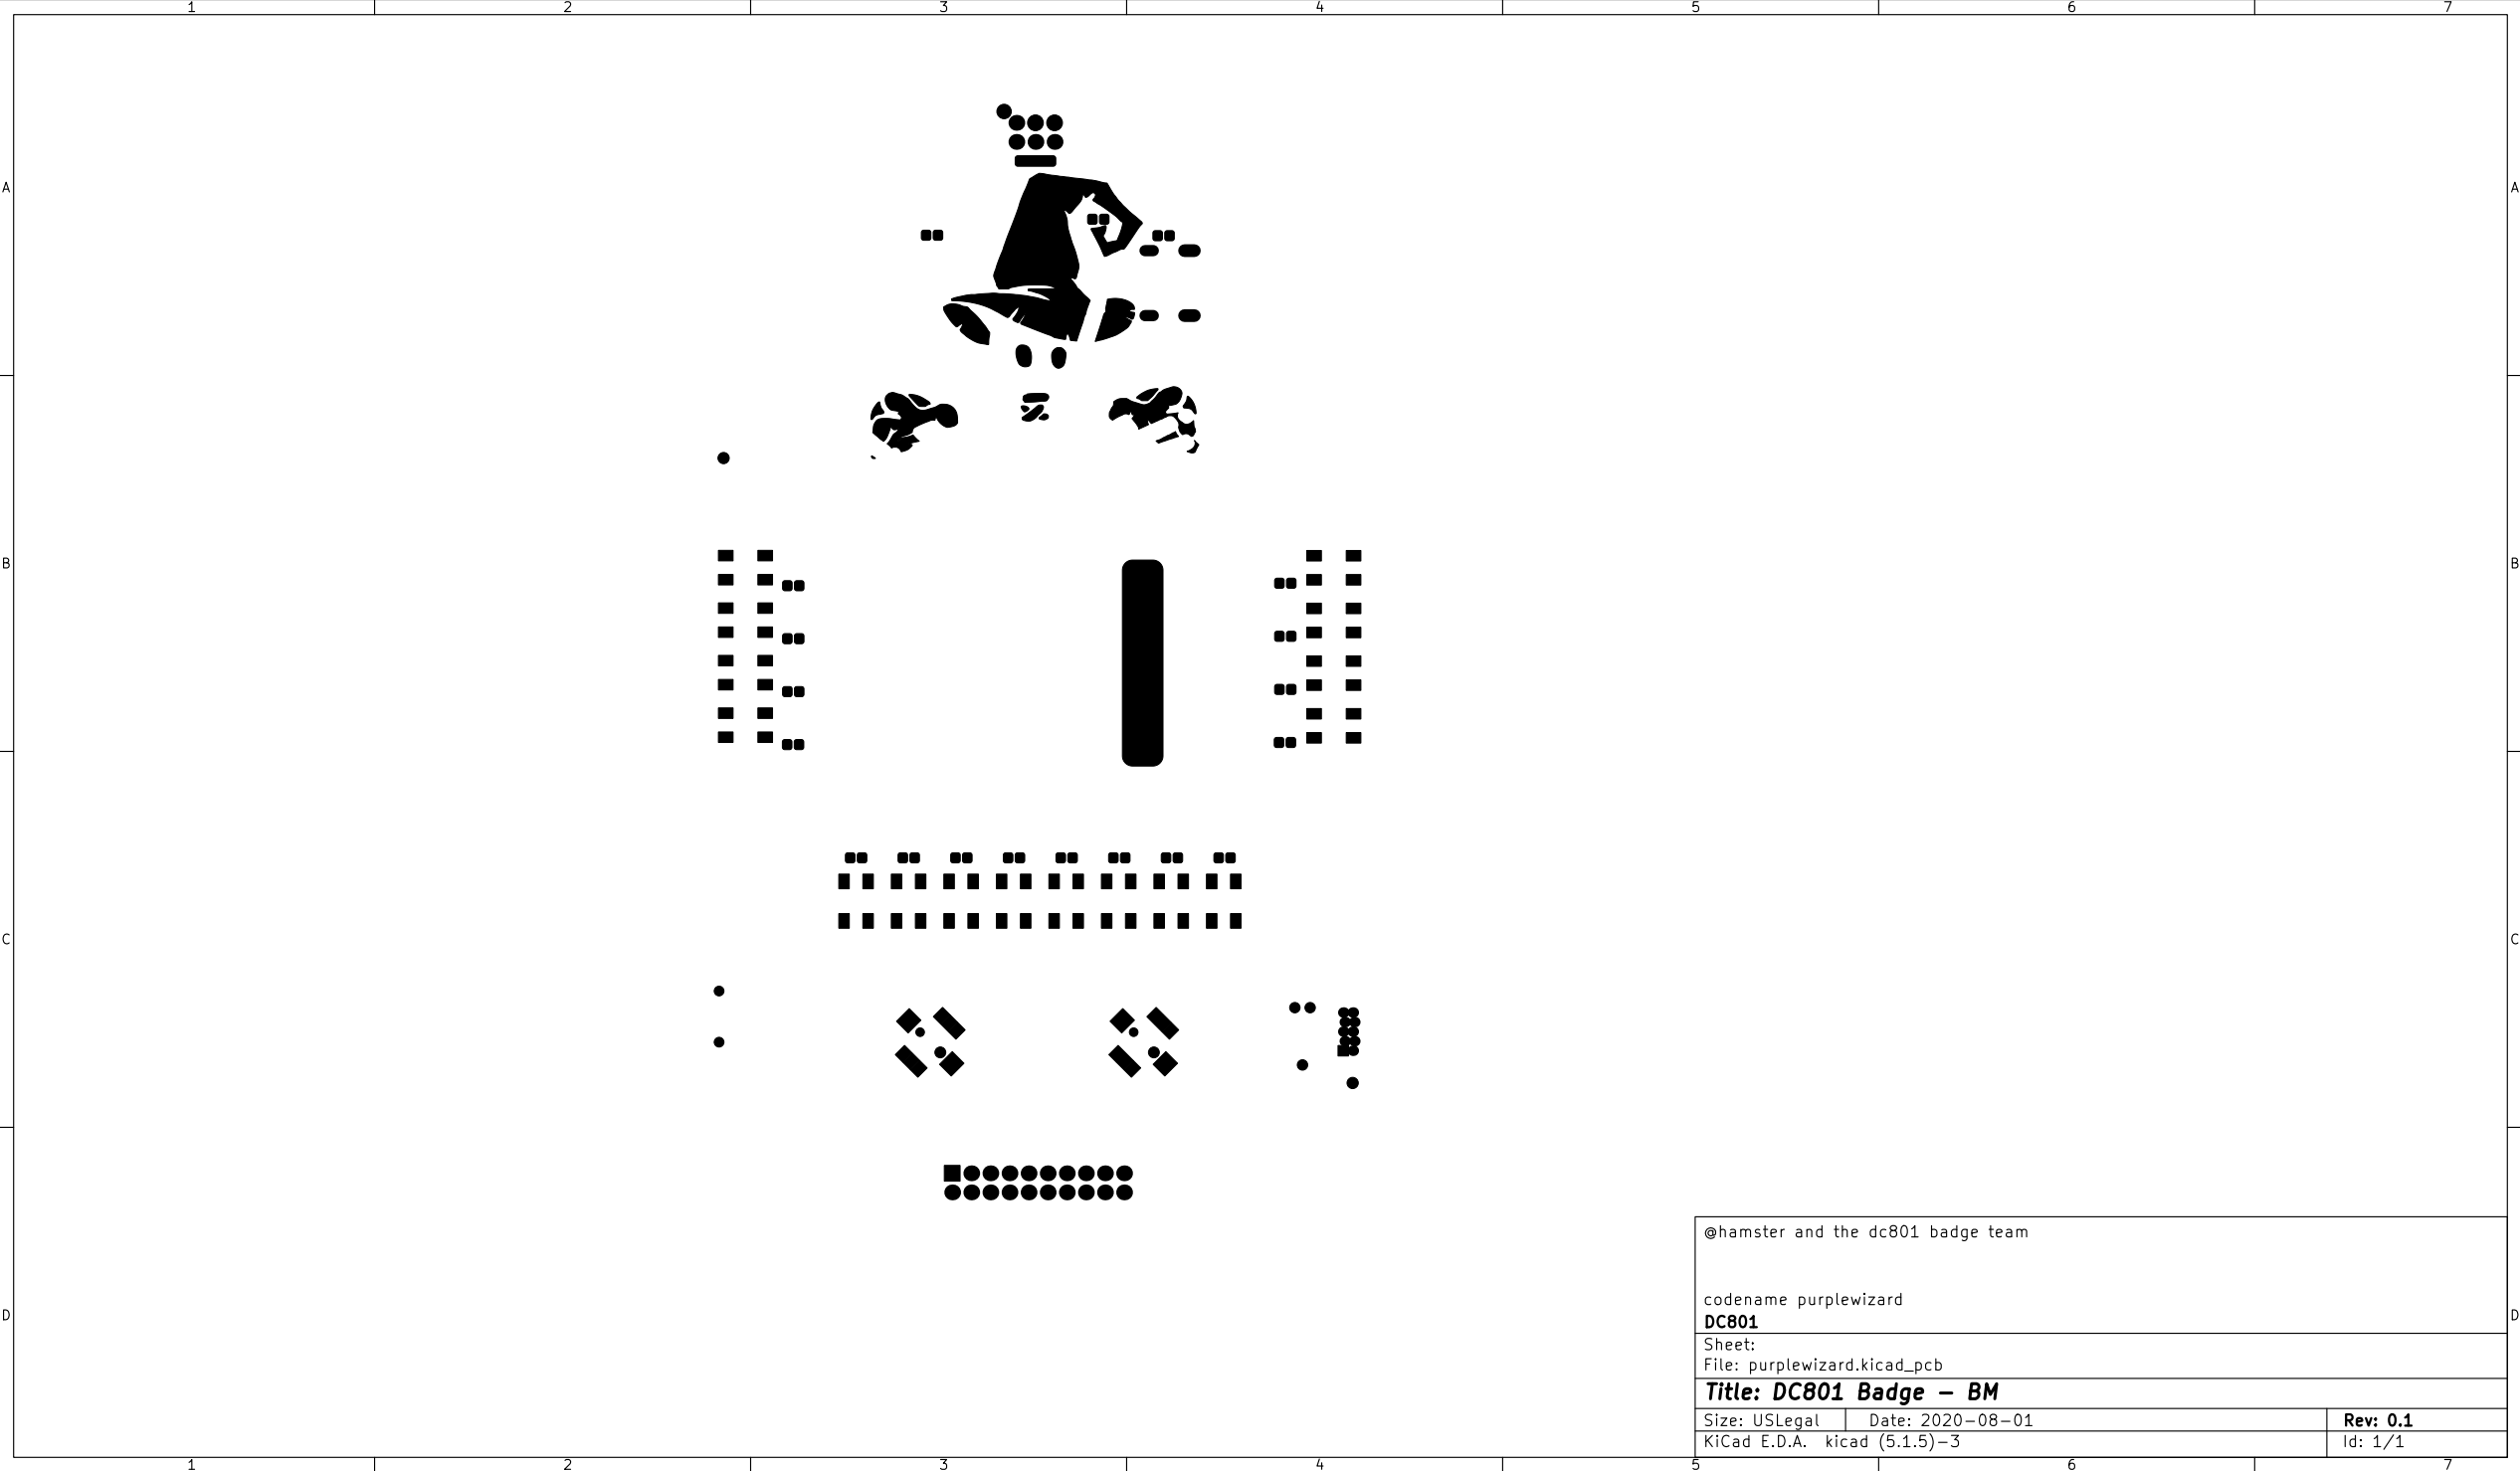 1 2 3 4 5 6 7
A A
B B
C C
@hamster and the dc801 badge team
codename purplewizard
D D
DC801
Sheet:
File: purplewizard.kicad_pcb
Title: DC801 Badge – BM
Size: USLegal Date: 2020-08-01 Rev: 0.1
KiCad E.D.A. kicad (5.1.5)-3 Id: 1/1
1 2 3 4 5 6 7